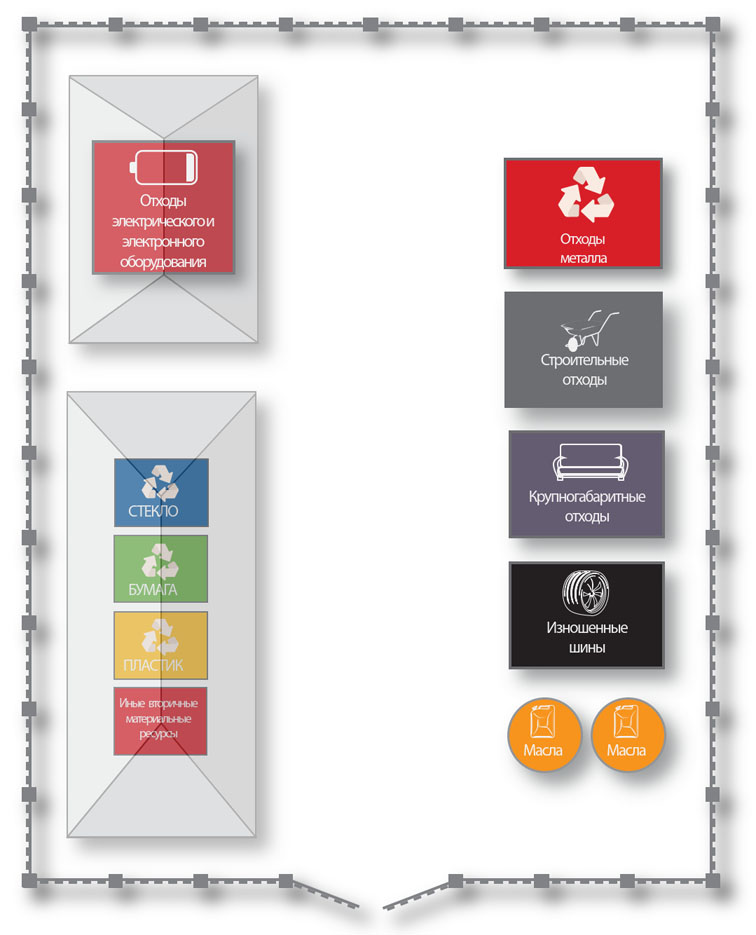 Отходы
электрического и
электронного
оборудования
СТЕКЛО
БУМАГА
ПЛАСТИК
Иные вторичные
материальные
ресурсы
Отходы
металла
Строительные
отходы
Крупногабаритные
отходы
Изношенные
шины
Масла
Масла